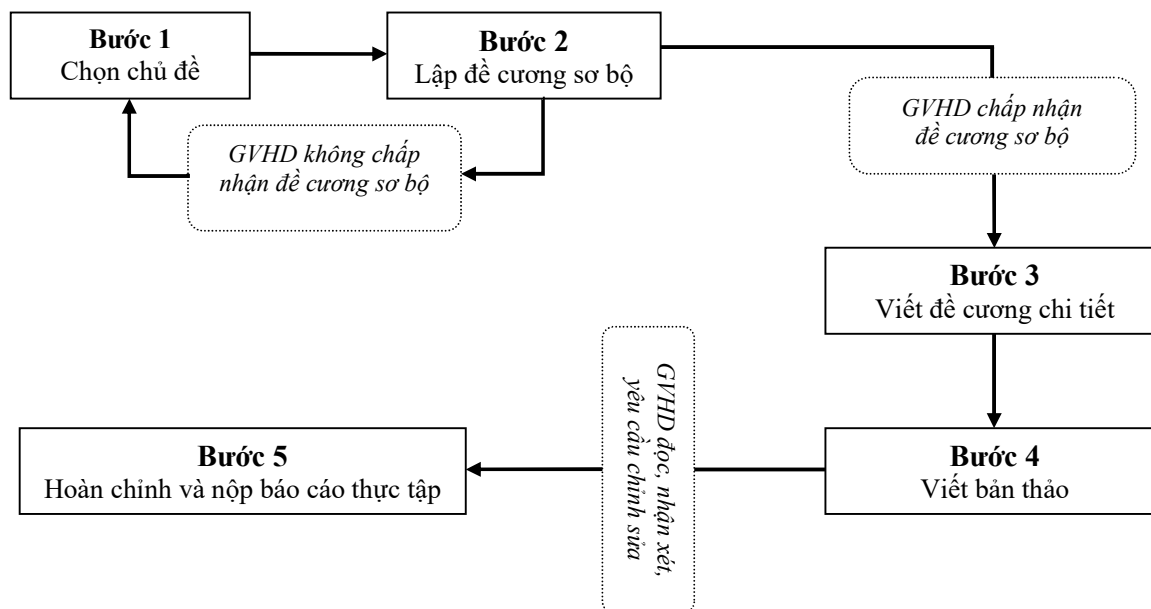 Bước 1
Chọn chủ đề
Bước 2
Lập đề cương sơ bộ
GVHD không chấp
nhận đề cương sơ bộ
GVHD chấp nhận
đề cương sơ bộ
Bước 3
Viết đề cương chi tiết
Bước 4
Viết bản thảo
GVHD đọc, nhận xét,
yêu cầu chỉnh sửa
Bước 5
Hoàn chỉnh và nộp báo cáo thực tập